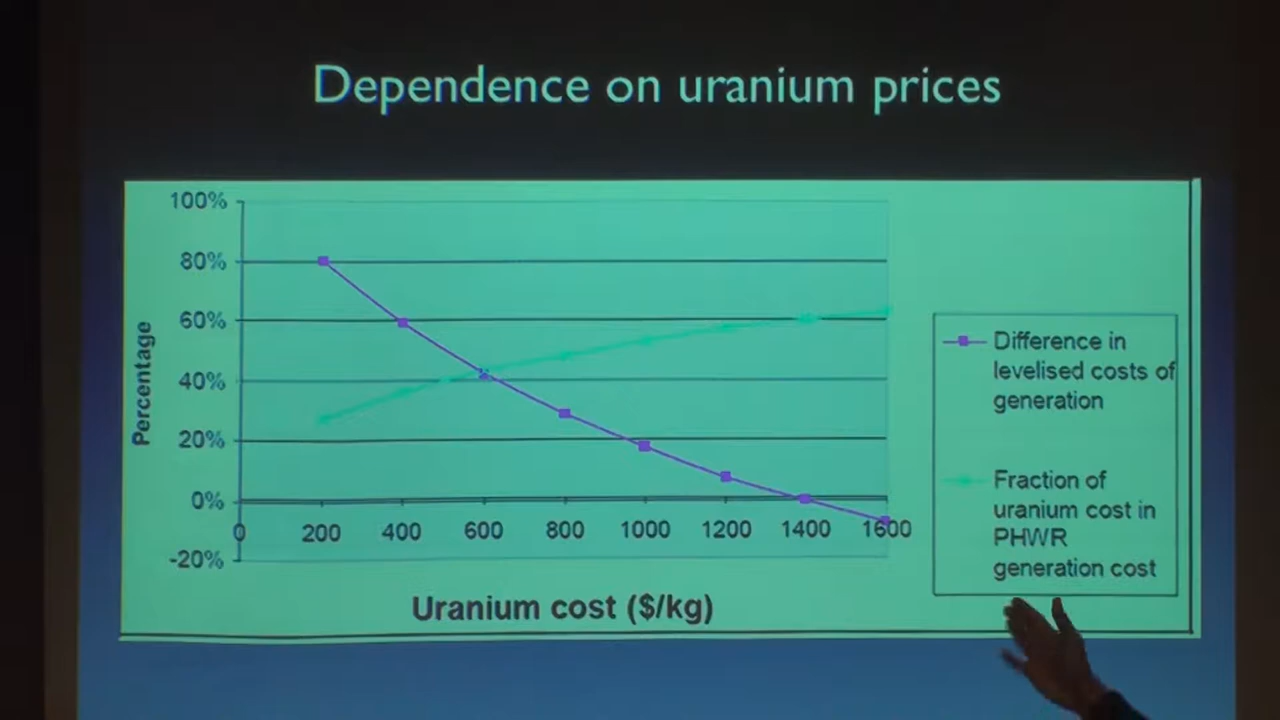 Dependence on uranium prices
100%
80%
60%
40%
20%
0%
-20%
Percentage
0 200 400 600 800 1000 1200 1400 1600
Uranium cost ($/kg)
Difference in
levelised costs of
generation
Fraction of
uranium cost in
PHWR
generation cost